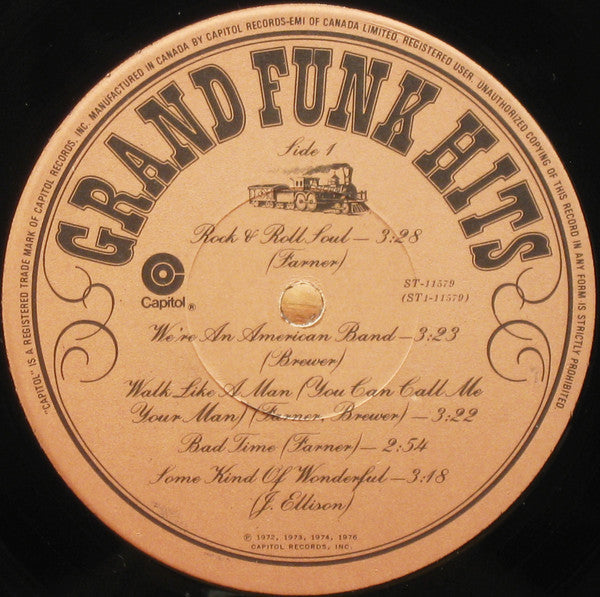 "CAPITOL" IS A REGISTERED TRADE MARK OF CAPITOL RECORDS, INC. MANUFACTURED IN CANADA BY CAPITOL RECORDS-EMI OF CANADA LIMITED, REGISTERED USER. UNAUTHORIZED COPYING OF THIS RECORD IN ANY FORM IS STRICTLY PROHIBITED
GRAND FUNK HITS
Side 1
Rock & Roll Soul — 3:28
(Farner)
Capitol®
ST-11579
(ST1-11579)
We're An American Band — 3:23
(Brewer)
Walk Like A Man (You Can Call Me
Your Man) (Farner, Brewer) — 3:22
Bad Time (Farner) — 2:54
Some Kind Of Wonderful — 3:18
(J. Ellison)
℗ 1972, 1973, 1974, 1976
CAPITOL RECORDS, INC.